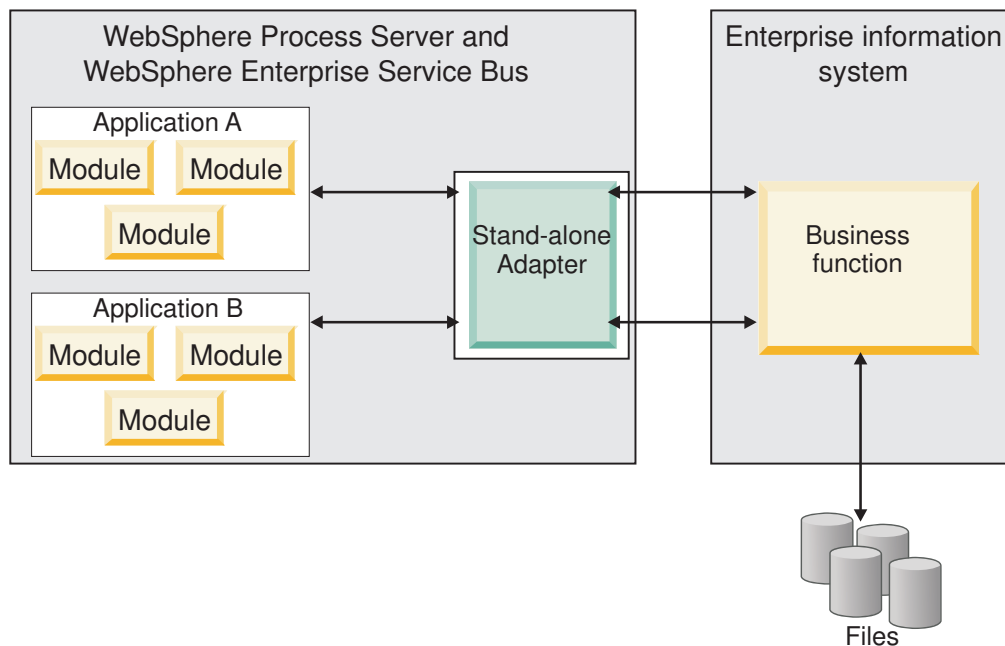 WebSphere Process Server and
WebSphere Enterprise Service Bus
Application A
Module
Module
Module
Application B
Module
Module
Module
Stand-alone
Adapter
Enterprise information
system
Business
function
Files